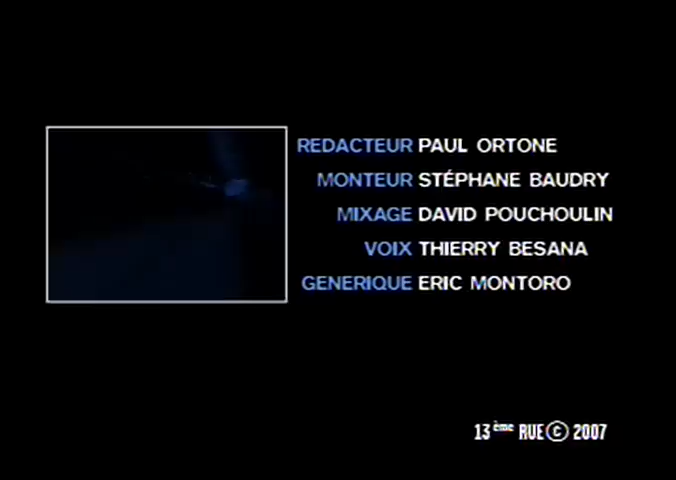 REDACTEUR PAUL ORTONE
MONTEUR STÉPHANE BAUDRY
MIXAGE DAVID POUCHOULIN
VOIX THIERRY BESANA
GENERIQUE ERIC MONTORO
13ème RUE © 2007